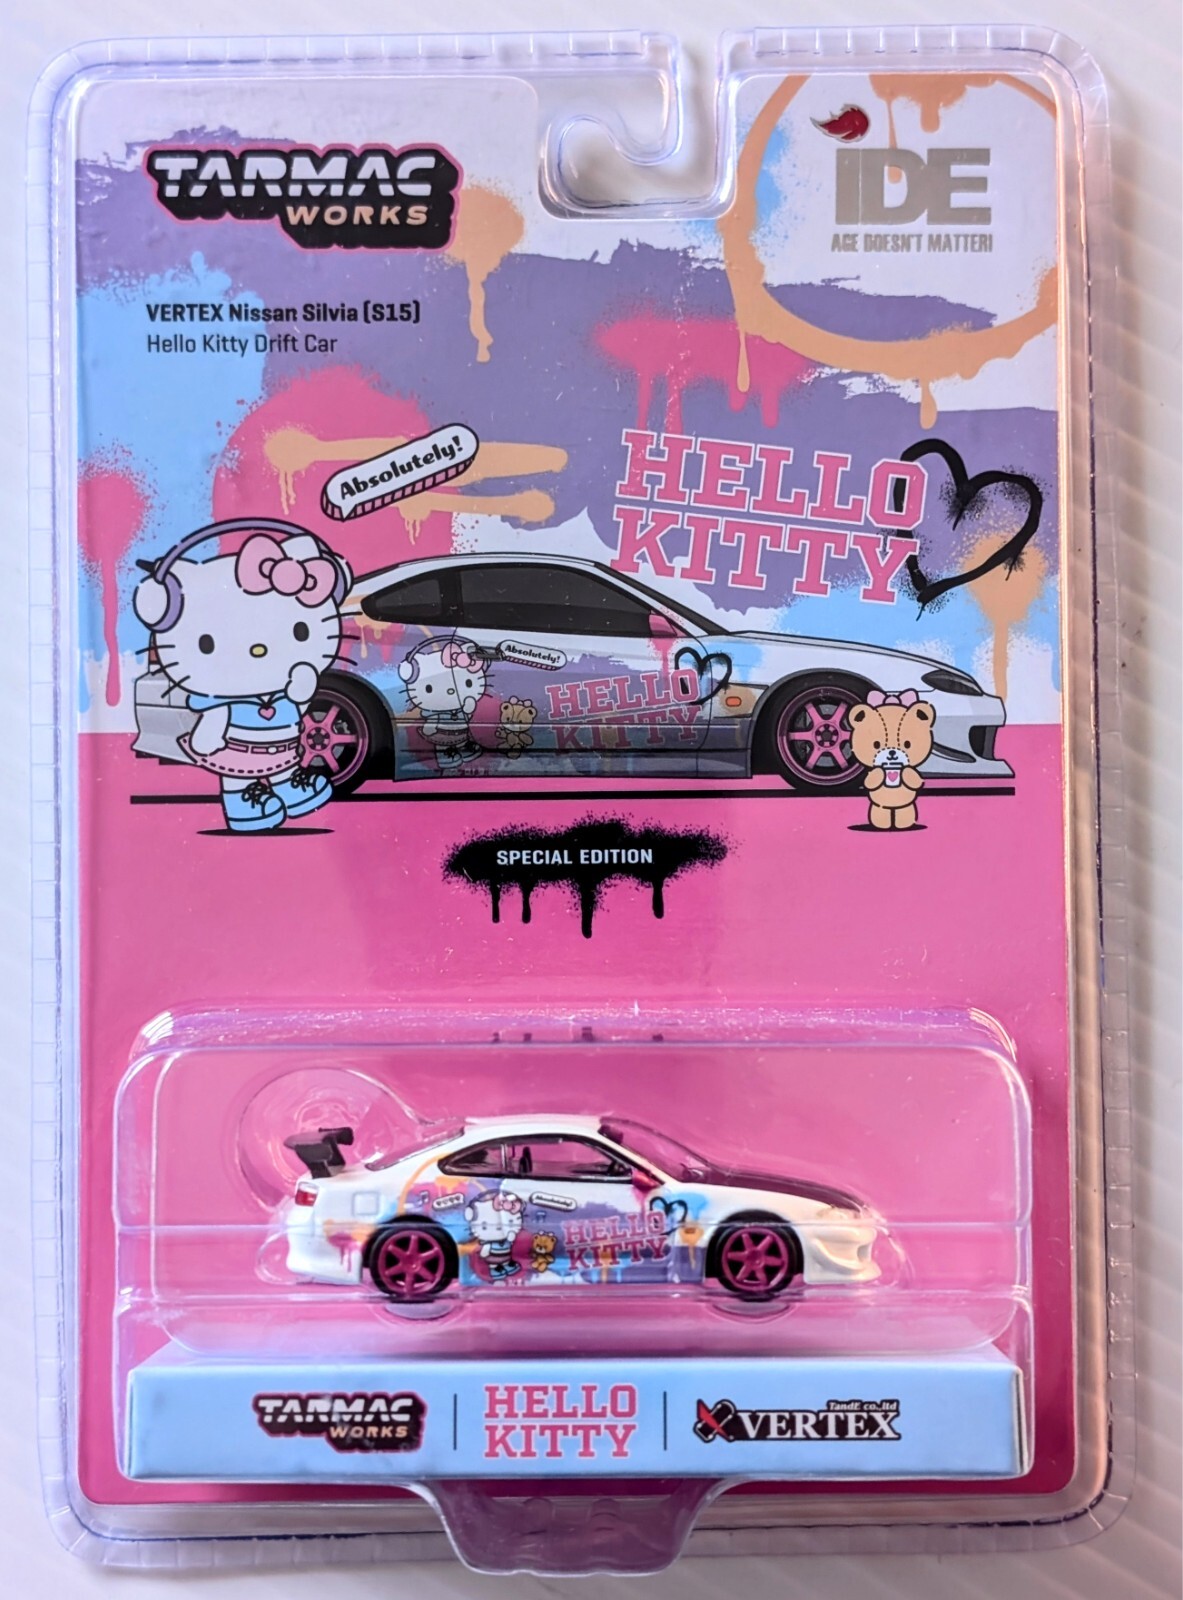 TARMAC
WORKS
IDE
AGE DOESN'T MATTER!
VERTEX Nissan Silvia (S15)
Hello Kitty Drift Car
Absolutely!
HELLO
KITTY
Absolutely!
HELLO
KITTY
SPECIAL EDITION
Absolutely!
HELLO
KITTY
TARMAC
WORKS
HELLO
KITTY
TandE co.,ltd
VERTEX